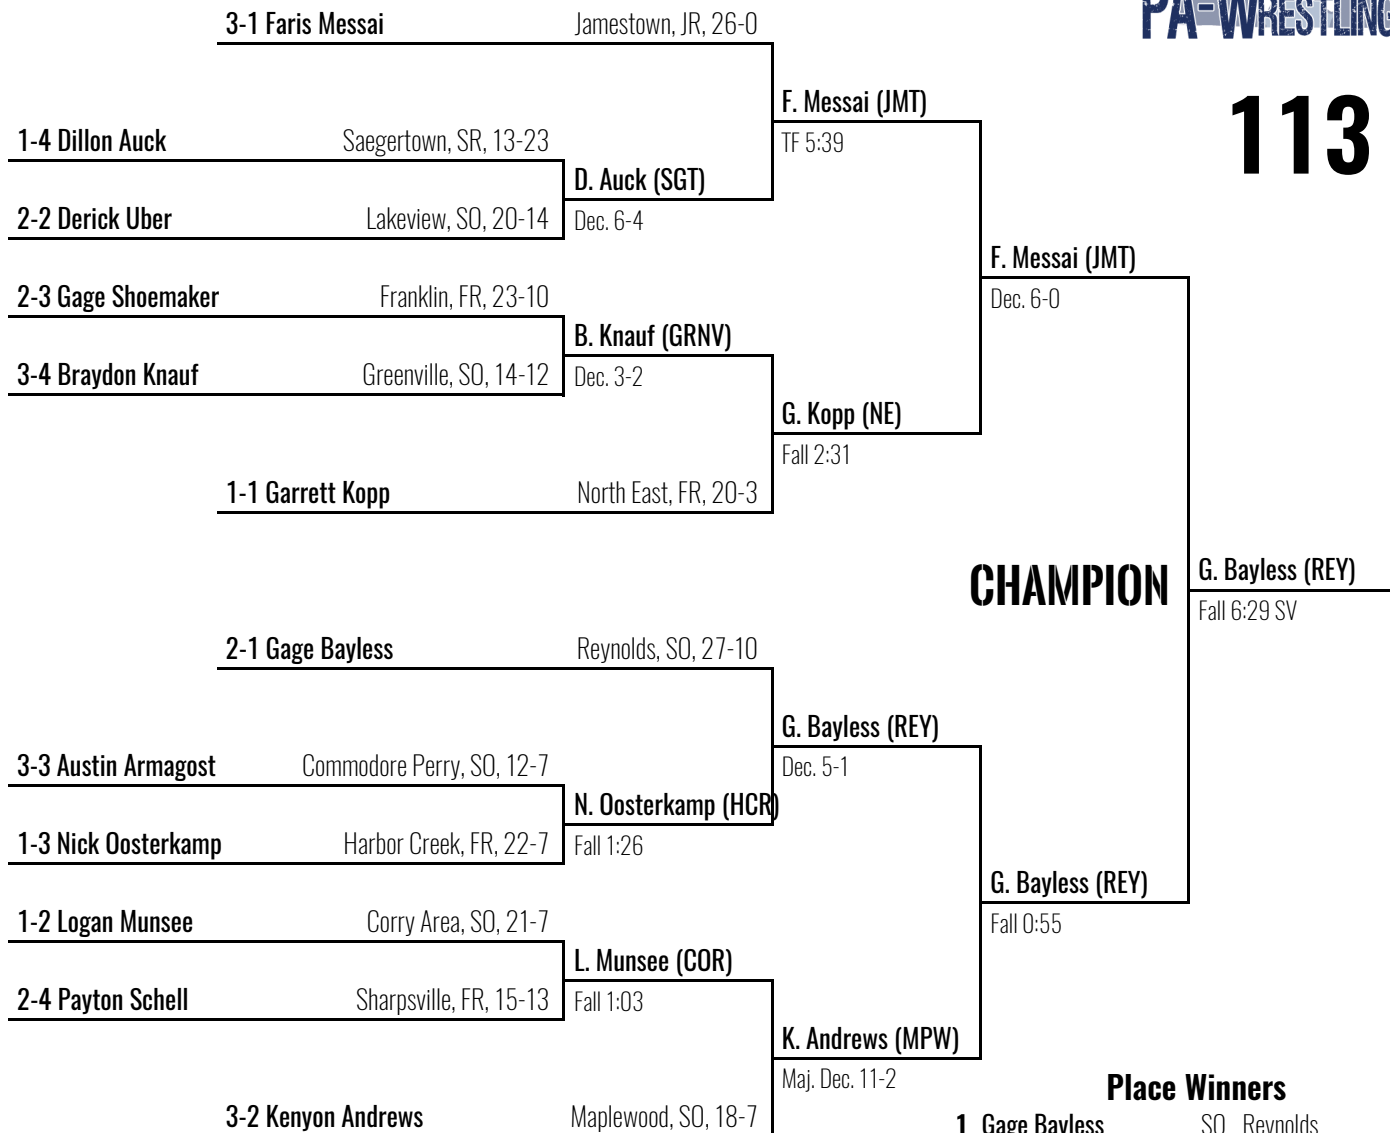 PA-WRESTLING
113
3-1 Faris Messai Jamestown, JR, 26-0
F. Messai (JMT)
TF 5:39
1-4 Dillon Auck Saegertown, SR, 13-23
D. Auck (SGT)
Dec. 6-4
2-2 Derick Uber Lakeview, SO, 20-14
F. Messai (JMT)
Dec. 6-0
2-3 Gage Shoemaker Franklin, FR, 23-10
B. Knauf (GRNV)
Dec. 3-2
3-4 Braydon Knauf Greenville, SO, 14-12
G. Kopp (NE)
Fall 2:31
1-1 Garrett Kopp North East, FR, 20-3
CHAMPION
G. Bayless (REY)
Fall 6:29 SV
2-1 Gage Bayless Reynolds, SO, 27-10
G. Bayless (REY)
Dec. 5-1
3-3 Austin Armagost Commodore Perry, SO, 12-7
N. Oosterkamp (HCR)
Fall 1:26
1-3 Nick Oosterkamp Harbor Creek, FR, 22-7
G. Bayless (REY)
Fall 0:55
1-2 Logan Munsee Corry Area, SO, 21-7
L. Munsee (COR)
Fall 1:03
2-4 Payton Schell Sharpsville, FR, 15-13
K. Andrews (MPW)
Maj. Dec. 11-2
3-2 Kenyon Andrews Maplewood, SO, 18-7
Place Winners
1 Gage Bayless SO Reynolds